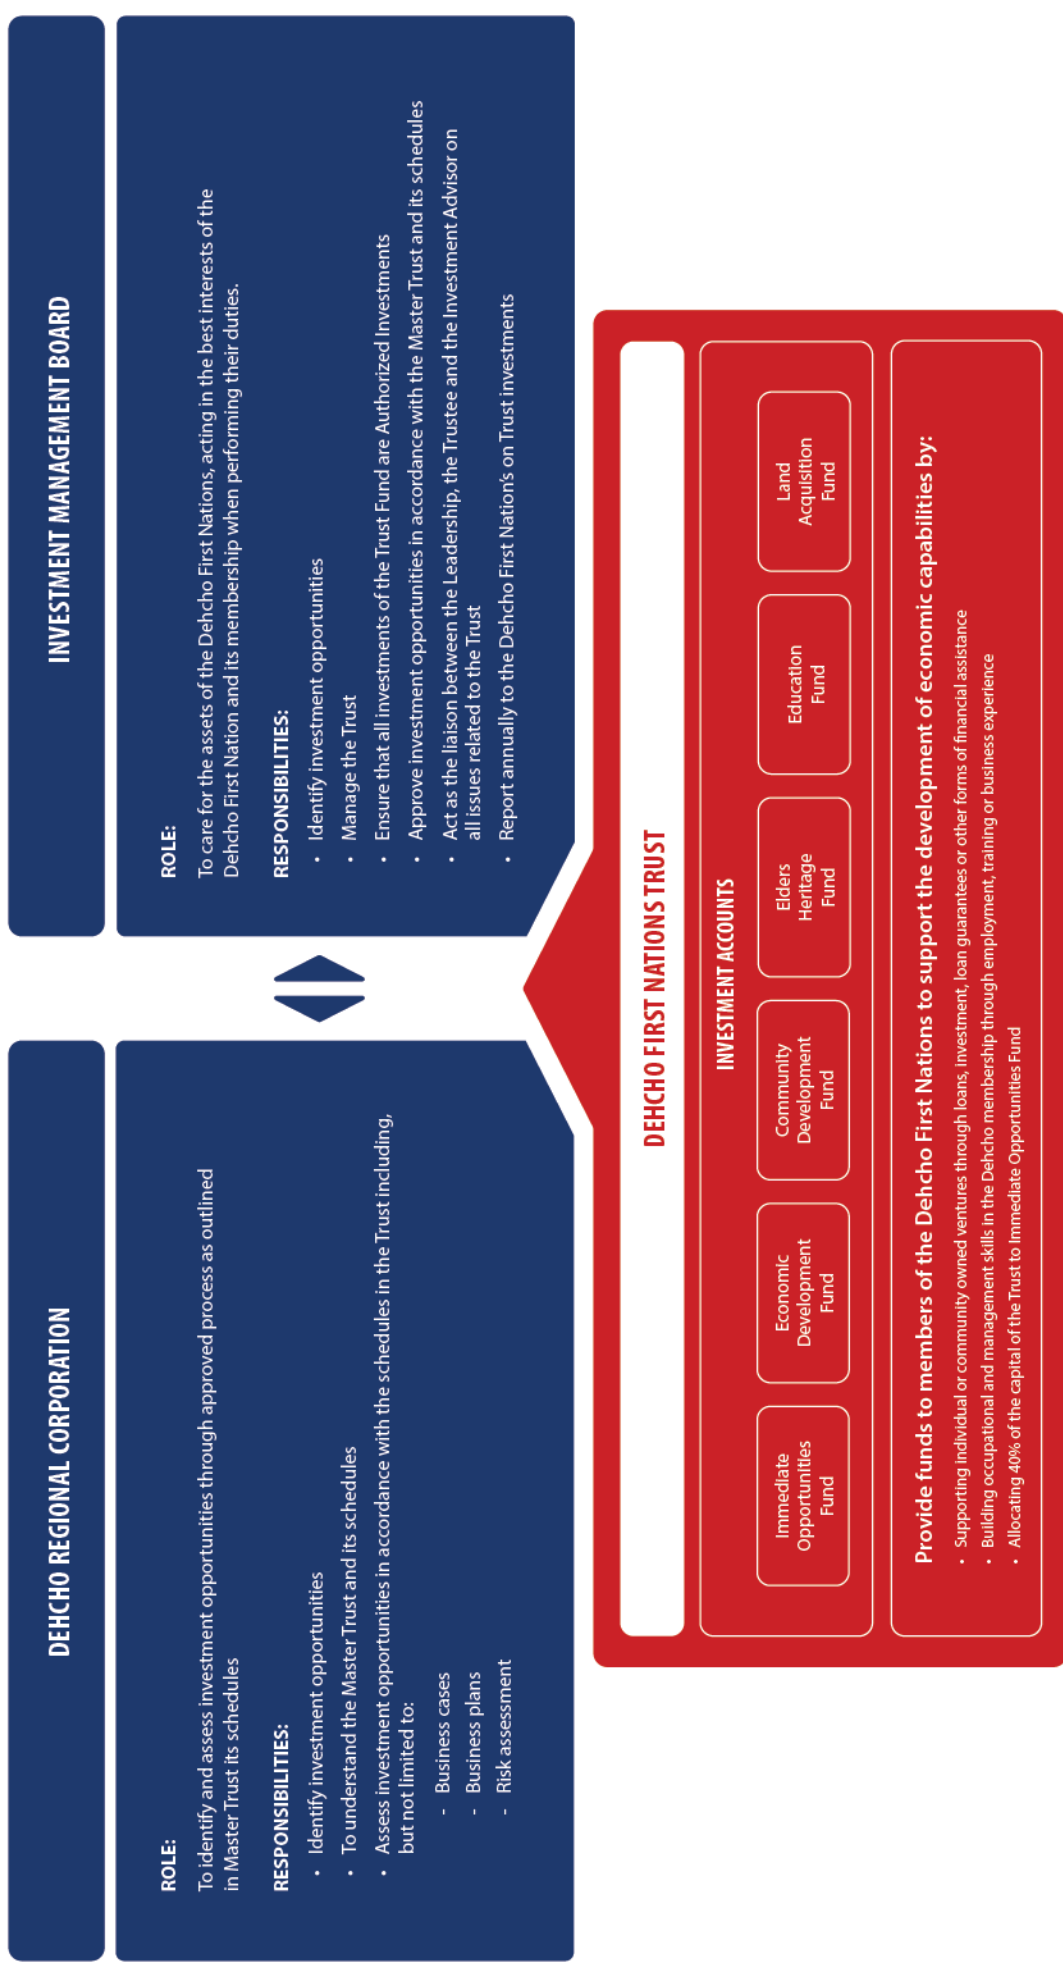 DEHCHO REGIONAL CORPORATION
ROLE:
To identify and assess investment opportunities through approved process as outlined
in Master Trust its schedules
RESPONSIBILITIES:
• Identify investment opportunities
• To understand the Master Trust and its schedules
• Assess investment opportunities in accordance with the schedules in the Trust including,
but not limited to:
- Business cases
- Business plans
- Risk assessment
INVESTMENT MANAGEMENT BOARD
ROLE:
To care for the assets of the Dehcho First Nations, acting in the best interests of the
Dehcho First Nation and its membership when performing their duties.
RESPONSIBILITIES:
• Identify investment opportunities
• Manage the Trust
• Ensure that all investments of the Trust Fund are Authorized Investments
• Approve investment opportunities in accordance with the Master Trust and its schedules
• Act as the liaison between the Leadership, the Trustee and the Investment Advisor on
all issues related to the Trust
• Report annually to the Dehcho First Nation's on Trust investments
DEHCHO FIRST NATIONS TRUST
INVESTMENT ACCOUNTS
Immediate
Opportunities
Fund
Economic
Development
Fund
Community
Development
Fund
Elders
Heritage
Fund
Education
Fund
Land
Acquisition
Fund
Provide funds to members of the Dehcho First Nations to support the development of economic capabilities by:
• Supporting individual or community owned ventures through loans, investment, loan guarantees or other forms of financial assistance
• Building occupational and management skills in the Dehcho membership through employment, training or business experience
• Allocating 40% of the capital of the Trust to Immediate Opportunities Fund